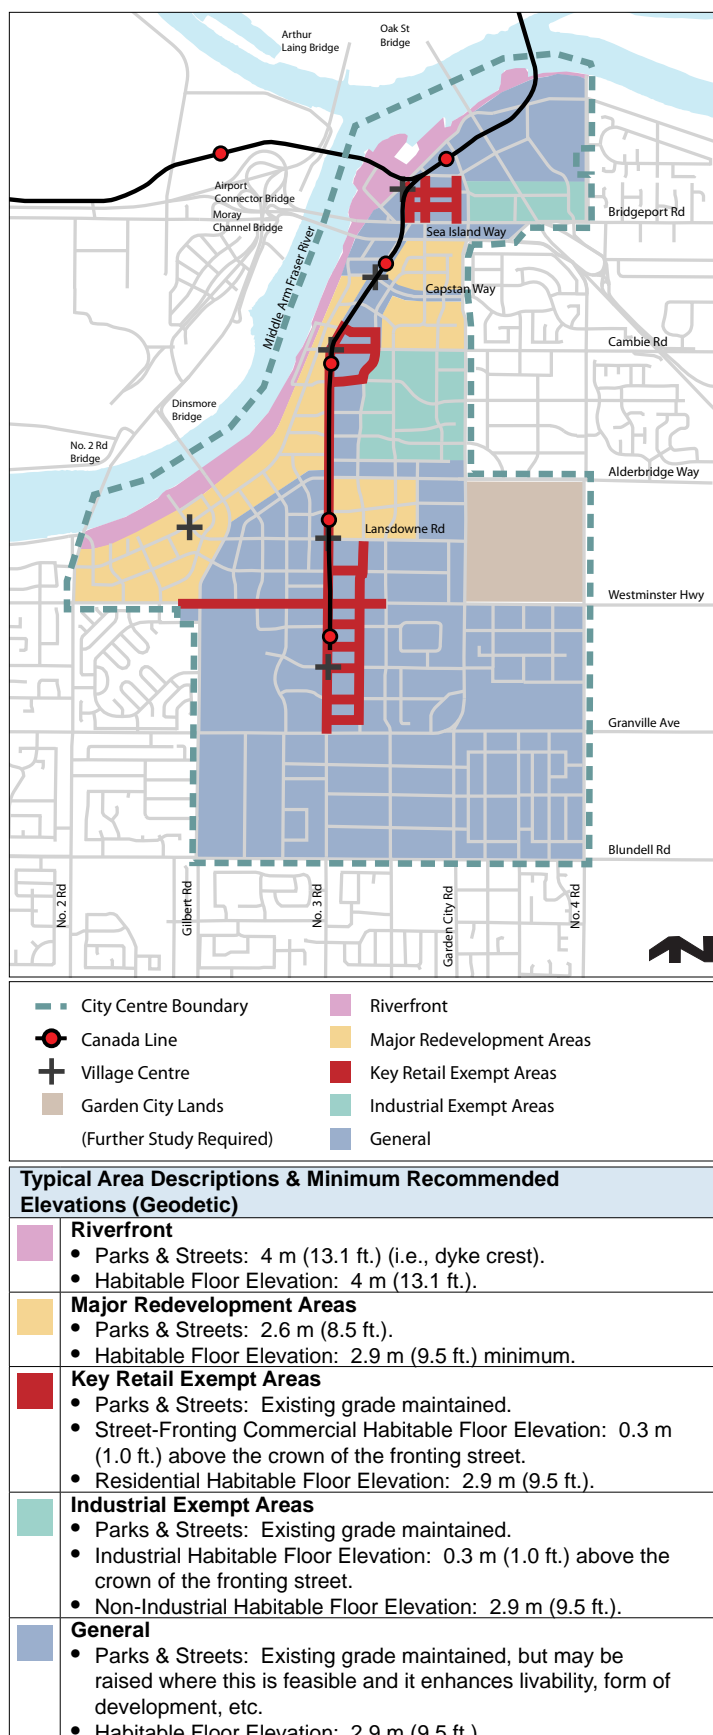 Arthur
Laing Bridge
Oak St
Bridge
Airport
Connector Bridge
Moray
Channel Bridge
Bridgeport Rd
Sea Island Way
Middle Arm Fraser River
Capstan Way
Cambie Rd
Dinsmore
Bridge
No. 2 Rd
Bridge
Alderbridge Way
Lansdowne Rd
Westminster Hwy
Granville Ave
Blundell Rd
No. 2 Rd
Gilbert Rd
No. 3 Rd
Garden City Rd
No. 4 Rd
N
City Centre Boundary
Canada Line
Village Centre
Garden City Lands
(Further Study Required)
Riverfront
Major Redevelopment Areas
Key Retail Exempt Areas
Industrial Exempt Areas
General
Typical Area Descriptions & Minimum Recommended
Elevations (Geodetic)
Riverfront
• Parks & Streets: 4 m (13.1 ft.) (i.e., dyke crest).
• Habitable Floor Elevation: 4 m (13.1 ft.).
Major Redevelopment Areas
• Parks & Streets: 2.6 m (8.5 ft.).
• Habitable Floor Elevation: 2.9 m (9.5 ft.) minimum.
Key Retail Exempt Areas
• Parks & Streets: Existing grade maintained.
• Street-Fronting Commercial Habitable Floor Elevation: 0.3 m
(1.0 ft.) above the crown of the fronting street.
• Residential Habitable Floor Elevation: 2.9 m (9.5 ft.).
Industrial Exempt Areas
• Parks & Streets: Existing grade maintained.
• Industrial Habitable Floor Elevation: 0.3 m (1.0 ft.) above the
crown of the fronting street.
• Non-Industrial Habitable Floor Elevation: 2.9 m (9.5 ft.).
General
• Parks & Streets: Existing grade maintained, but may be
raised where this is feasible and it enhances livability, form of
development, etc.
• Habitable Floor Elevation: 2.9 m (9.5 ft.)